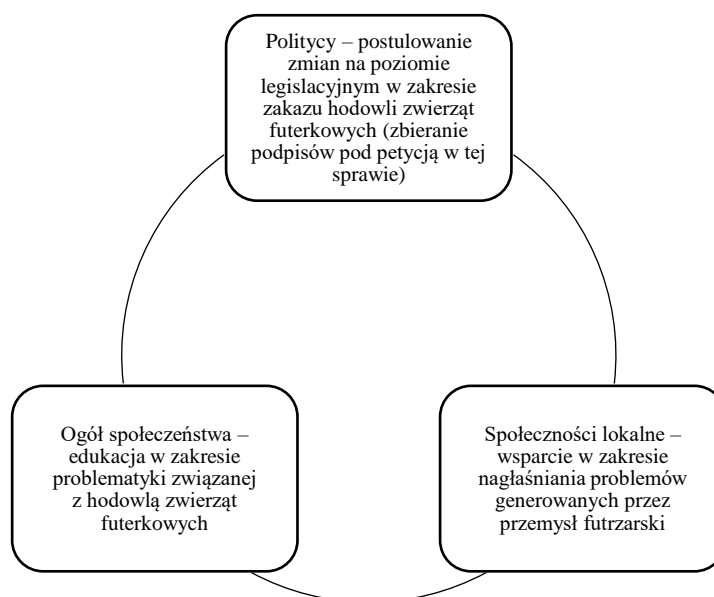 Politycy – postulowanie
zmian na poziomie
legislacyjnym w zakresie
zakazu hodowli zwierząt
futerkowych (zbieranie
podpisów pod petycją w tej
sprawie)
Ogół społeczeństwa –
edukacja w zakresie
problematyki związanej
z hodowlą zwierząt
futerkowych
Społeczności lokalne –
wsparcie w zakresie
nagłaśniania problemów
generowanych przez
przemysł futrzarski